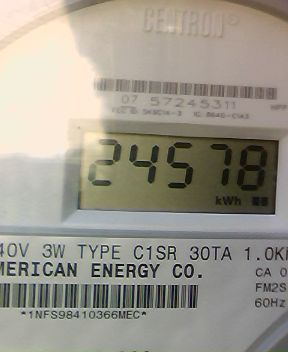 CENTRON®
07 57245311
24578
kWh
40V 3W TYPE C1SR 30TA 1.0K
MERICAN ENERGY CO.
CA 0
FM2S
*1NFS98410366MEC*
60Hz